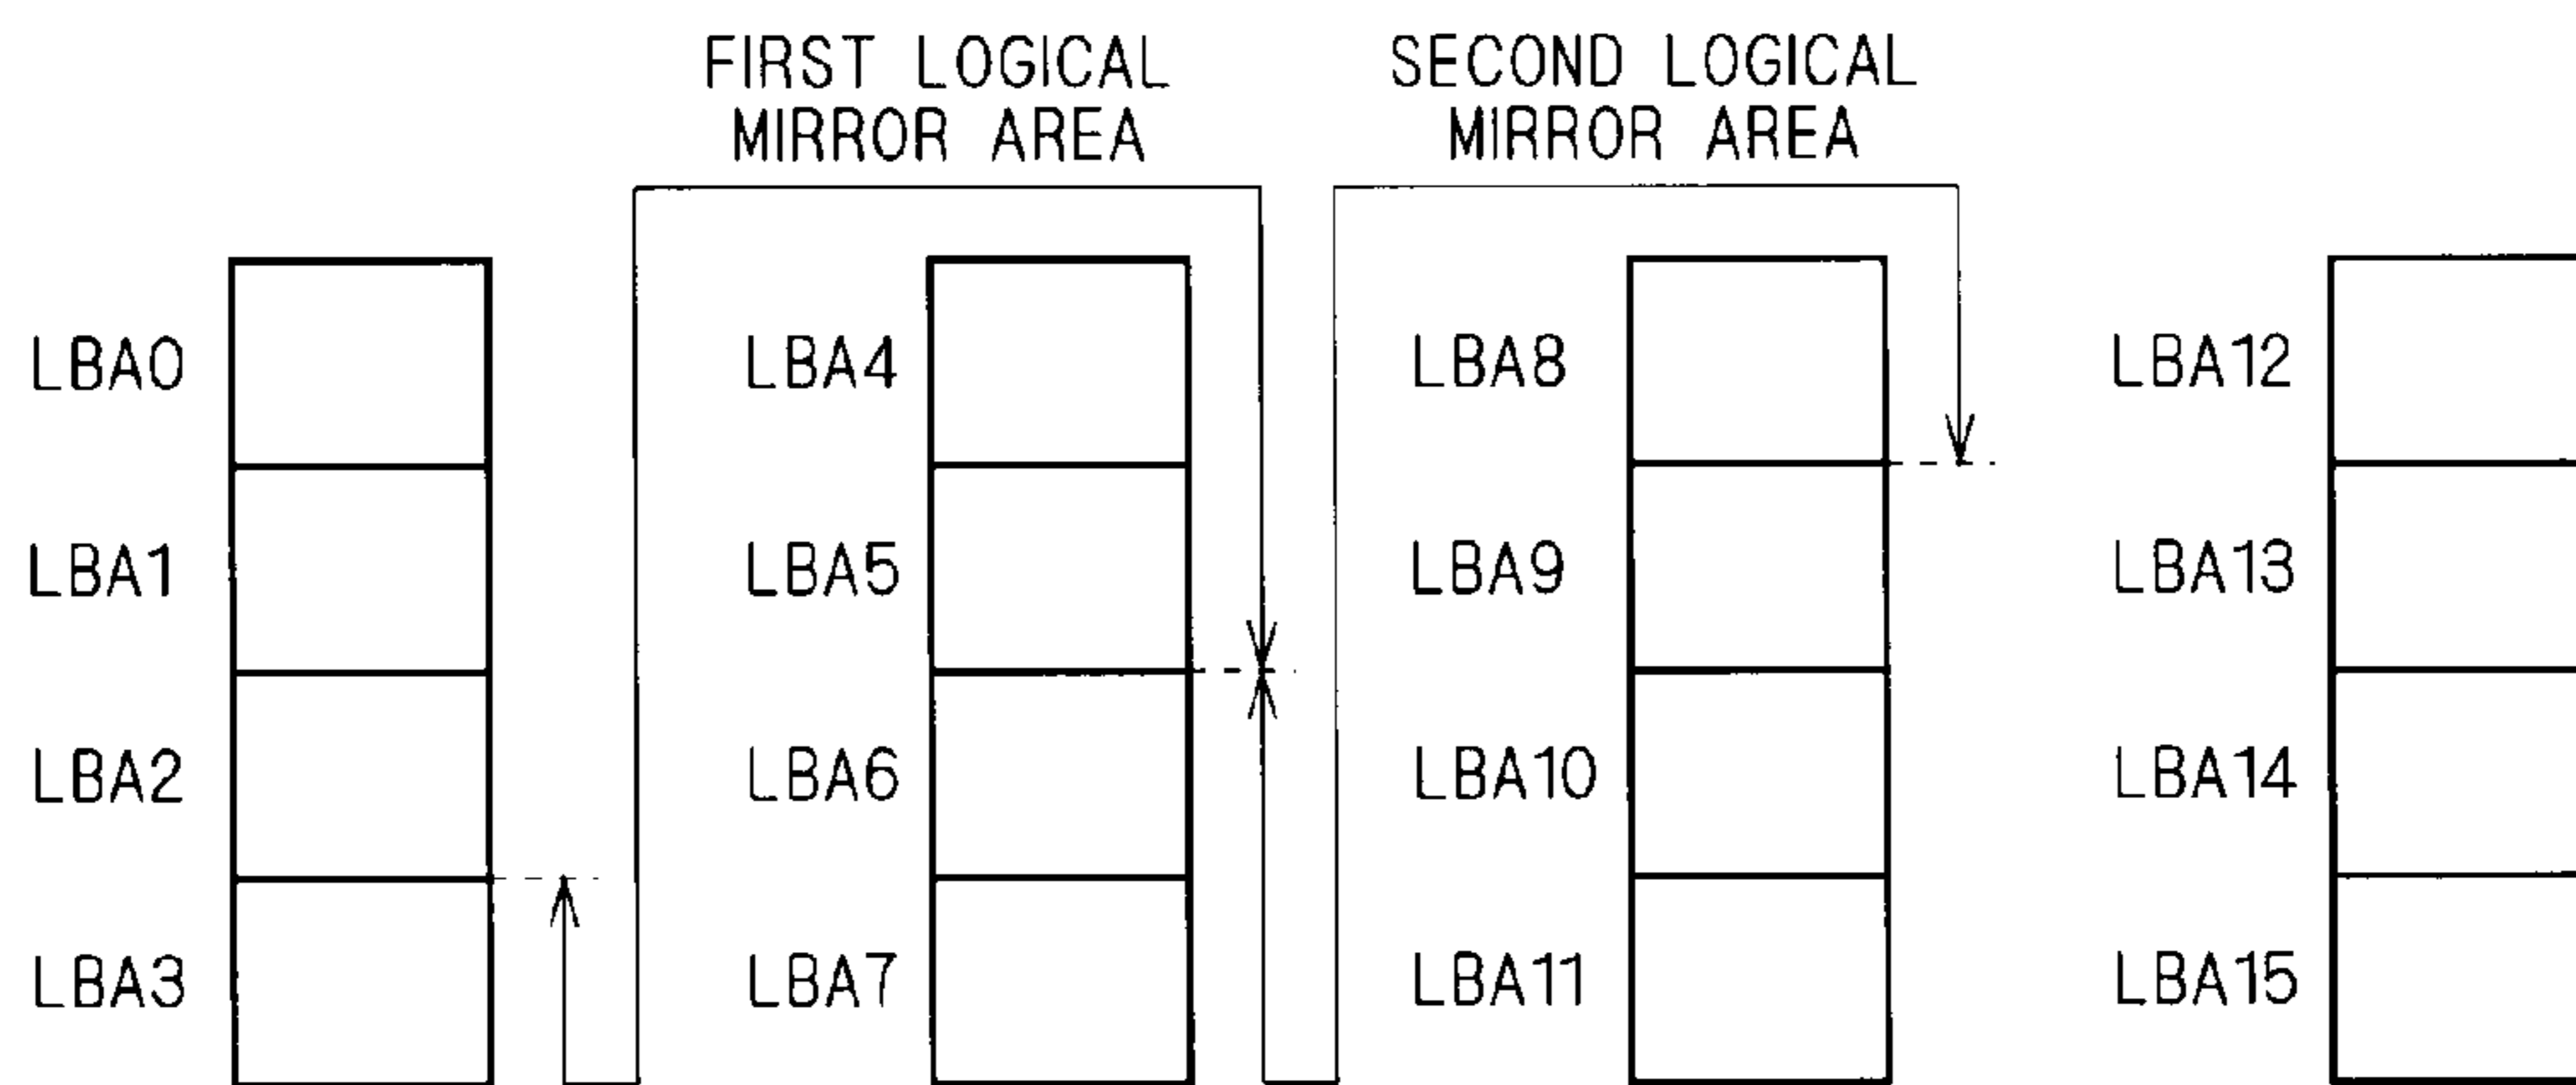 FIRST LOGICAL
MIRROR AREA
SECOND LOGICAL
MIRROR AREA
LBA0
LBA1
LBA2
LBA3
LBA4
LBA5
LBA6
LBA7
LBA8
LBA9
LBA10
LBA11
LBA12
LBA13
LBA14
LBA15